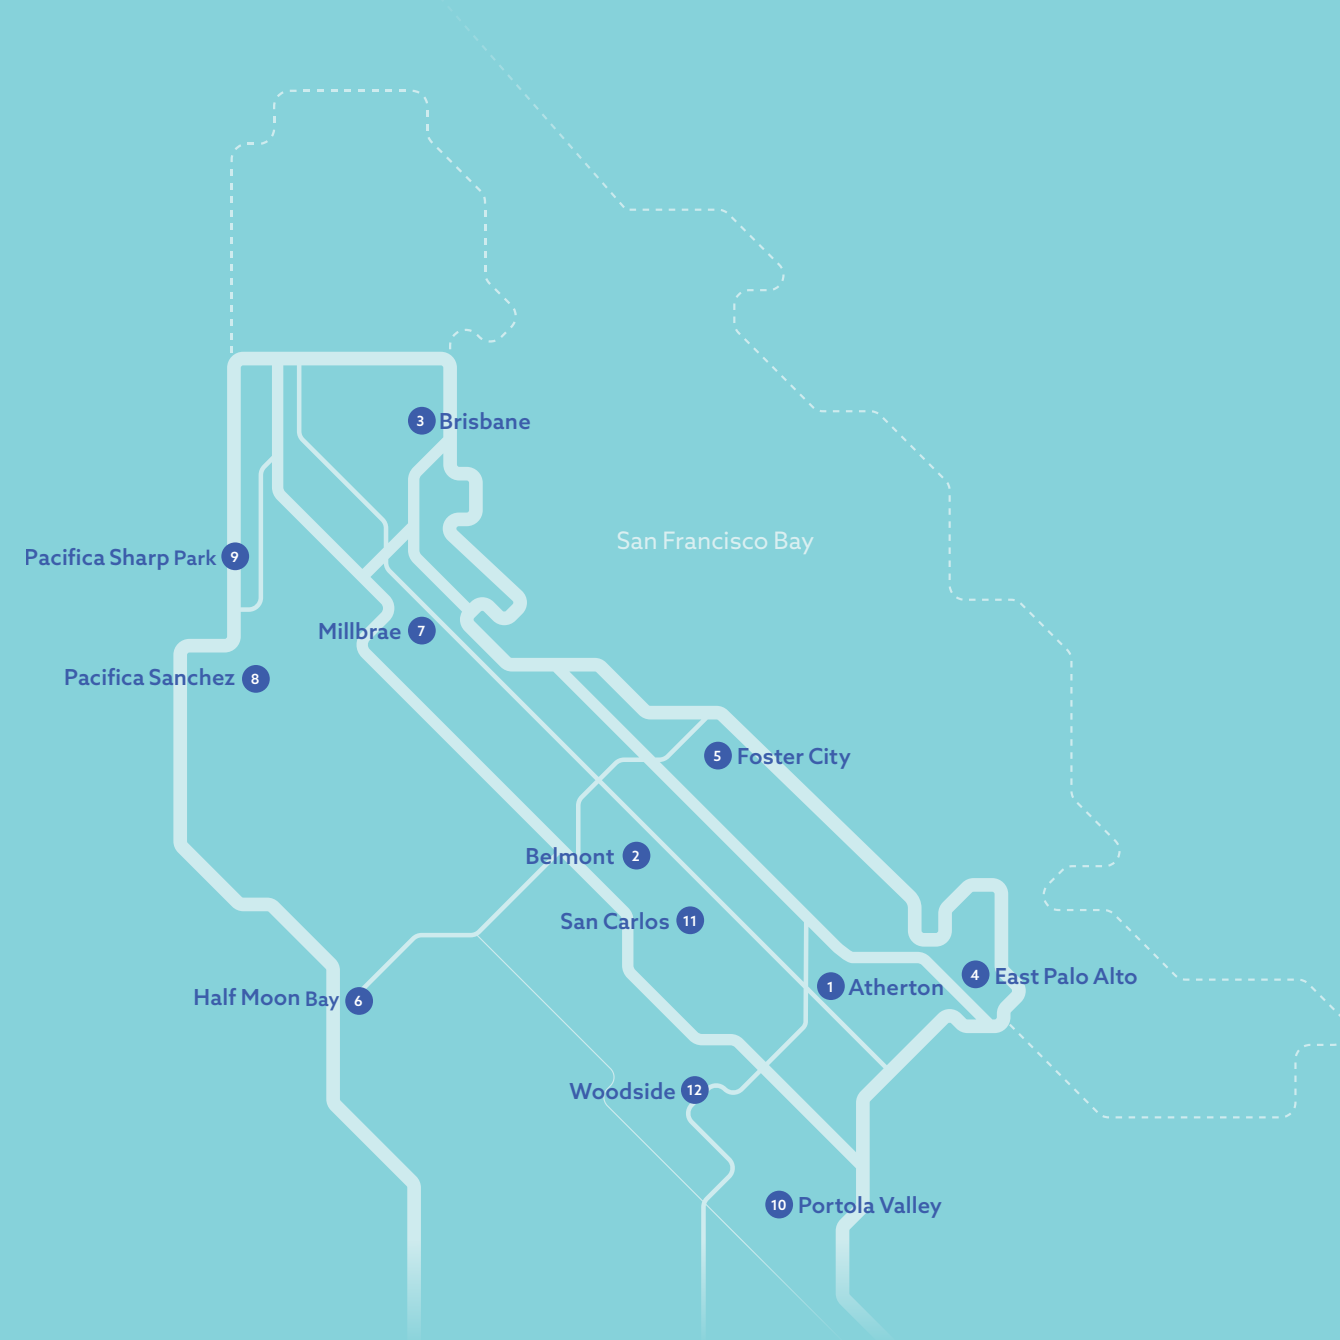 3 Brisbane
San Francisco Bay
Pacifica Sharp Park 9
Millbrae 7
Pacifica Sanchez 8
5 Foster City
Belmont 2
San Carlos 11
4 East Palo Alto
1 Atherton
Half Moon Bay 6
Woodside 12
10 Portola Valley